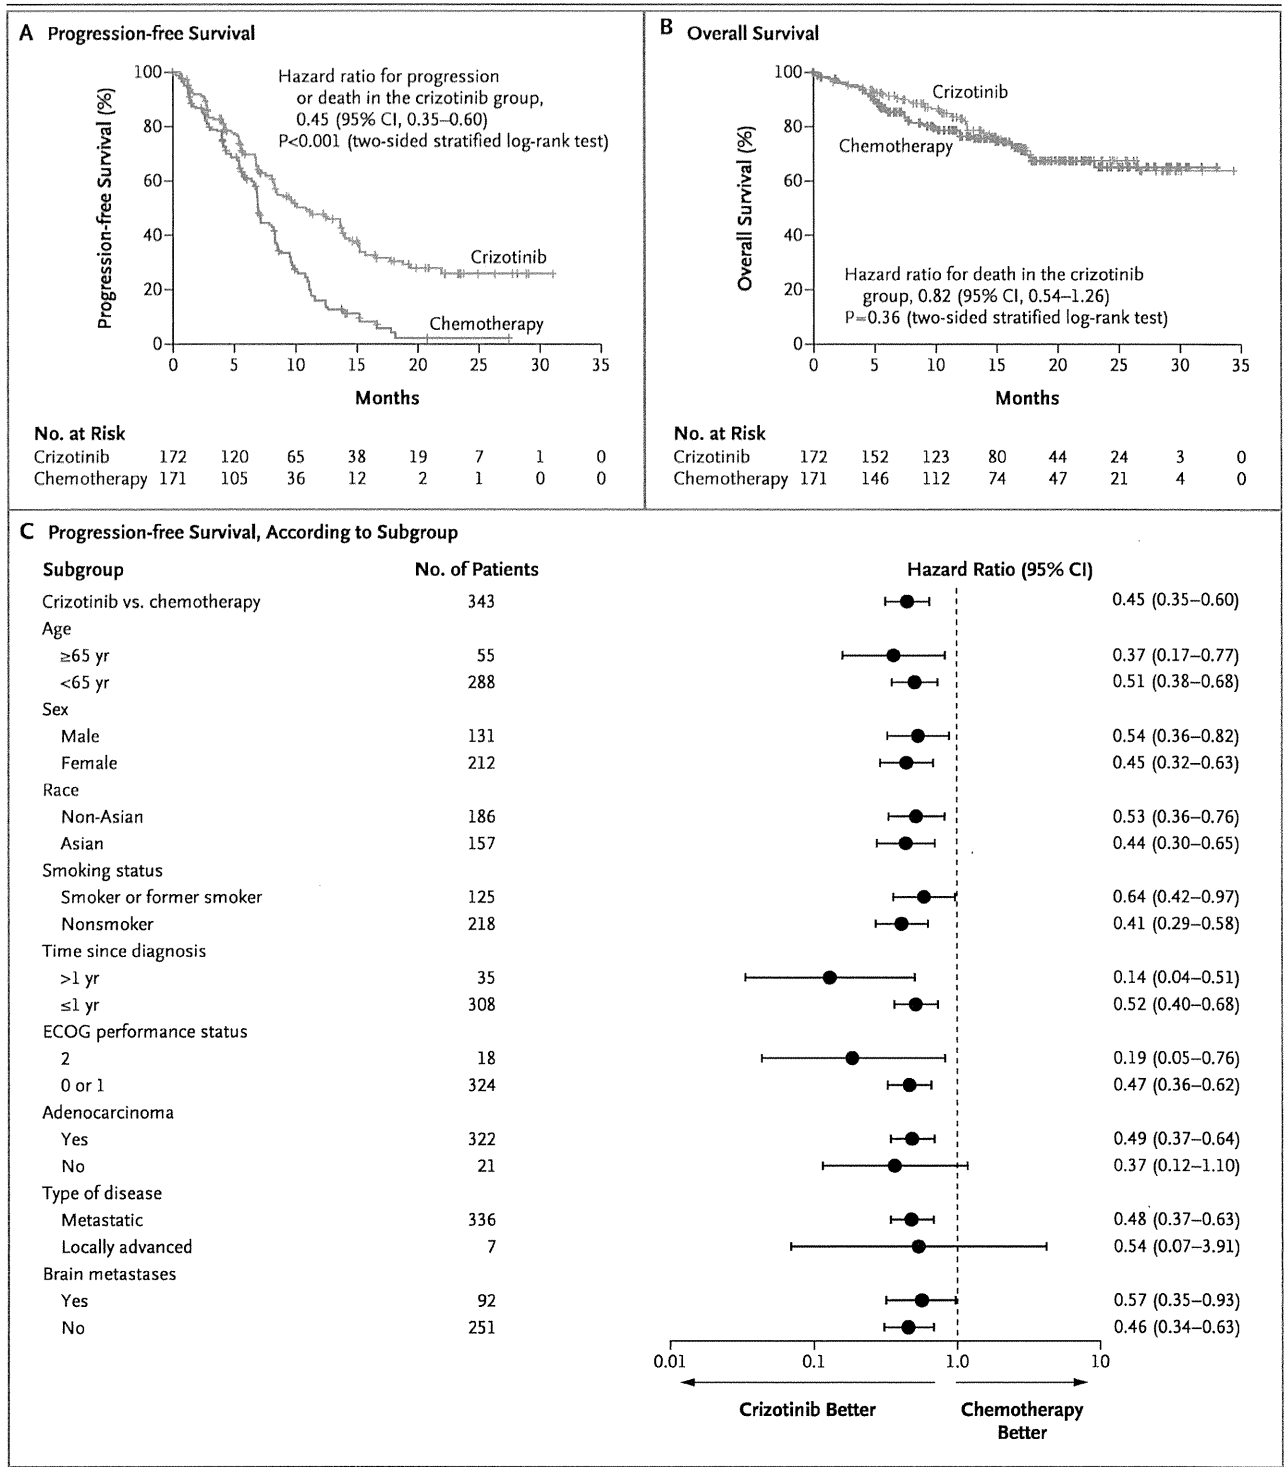 A Progression-free Survival
Progression-free Survival (%)
100
80
60
40
20
0
Hazard ratio for progression
or death in the crizotinib group,
0.45 (95% CI, 0.35–0.60)
P<0.001 (two-sided stratified log-rank test)
Crizotinib
Chemotherapy
0 5 10 15 20 25 30 35
Months
No. at Risk
Crizotinib 172 120 65 38 19 7 1 0
Chemotherapy 171 105 36 12 2 1 0 0
B Overall Survival
Overall Survival (%)
100
80
60
40
20
0
Crizotinib
Chemotherapy
Hazard ratio for death in the crizotinib
group, 0.82 (95% CI, 0.54–1.26)
P=0.36 (two-sided stratified log-rank test)
0 5 10 15 20 25 30 35
Months
No. at Risk
Crizotinib 172 152 123 80 44 24 3 0
Chemotherapy 171 146 112 74 47 21 4 0
C Progression-free Survival, According to Subgroup
Subgroup No. of Patients Hazard Ratio (95% CI)
Crizotinib vs. chemotherapy 343 0.45 (0.35–0.60)
Age
≥65 yr 55 0.37 (0.17–0.77)
<65 yr 288 0.51 (0.38–0.68)
Sex
Male 131 0.54 (0.36–0.82)
Female 212 0.45 (0.32–0.63)
Race
Non-Asian 186 0.53 (0.36–0.76)
Asian 157 0.44 (0.30–0.65)
Smoking status
Smoker or former smoker 125 0.64 (0.42–0.97)
Nonsmoker 218 0.41 (0.29–0.58)
Time since diagnosis
>1 yr 35 0.14 (0.04–0.51)
≤1 yr 308 0.52 (0.40–0.68)
ECOG performance status
2 18 0.19 (0.05–0.76)
0 or 1 324 0.47 (0.36–0.62)
Adenocarcinoma
Yes 322 0.49 (0.37–0.64)
No 21 0.37 (0.12–1.10)
Type of disease
Metastatic 336 0.48 (0.37–0.63)
Locally advanced 7 0.54 (0.07–3.91)
Brain metastases
Yes 92 0.57 (0.35–0.93)
No 251 0.46 (0.34–0.63)
0.01 0.1 1.0 10
Crizotinib Better Chemotherapy
Better